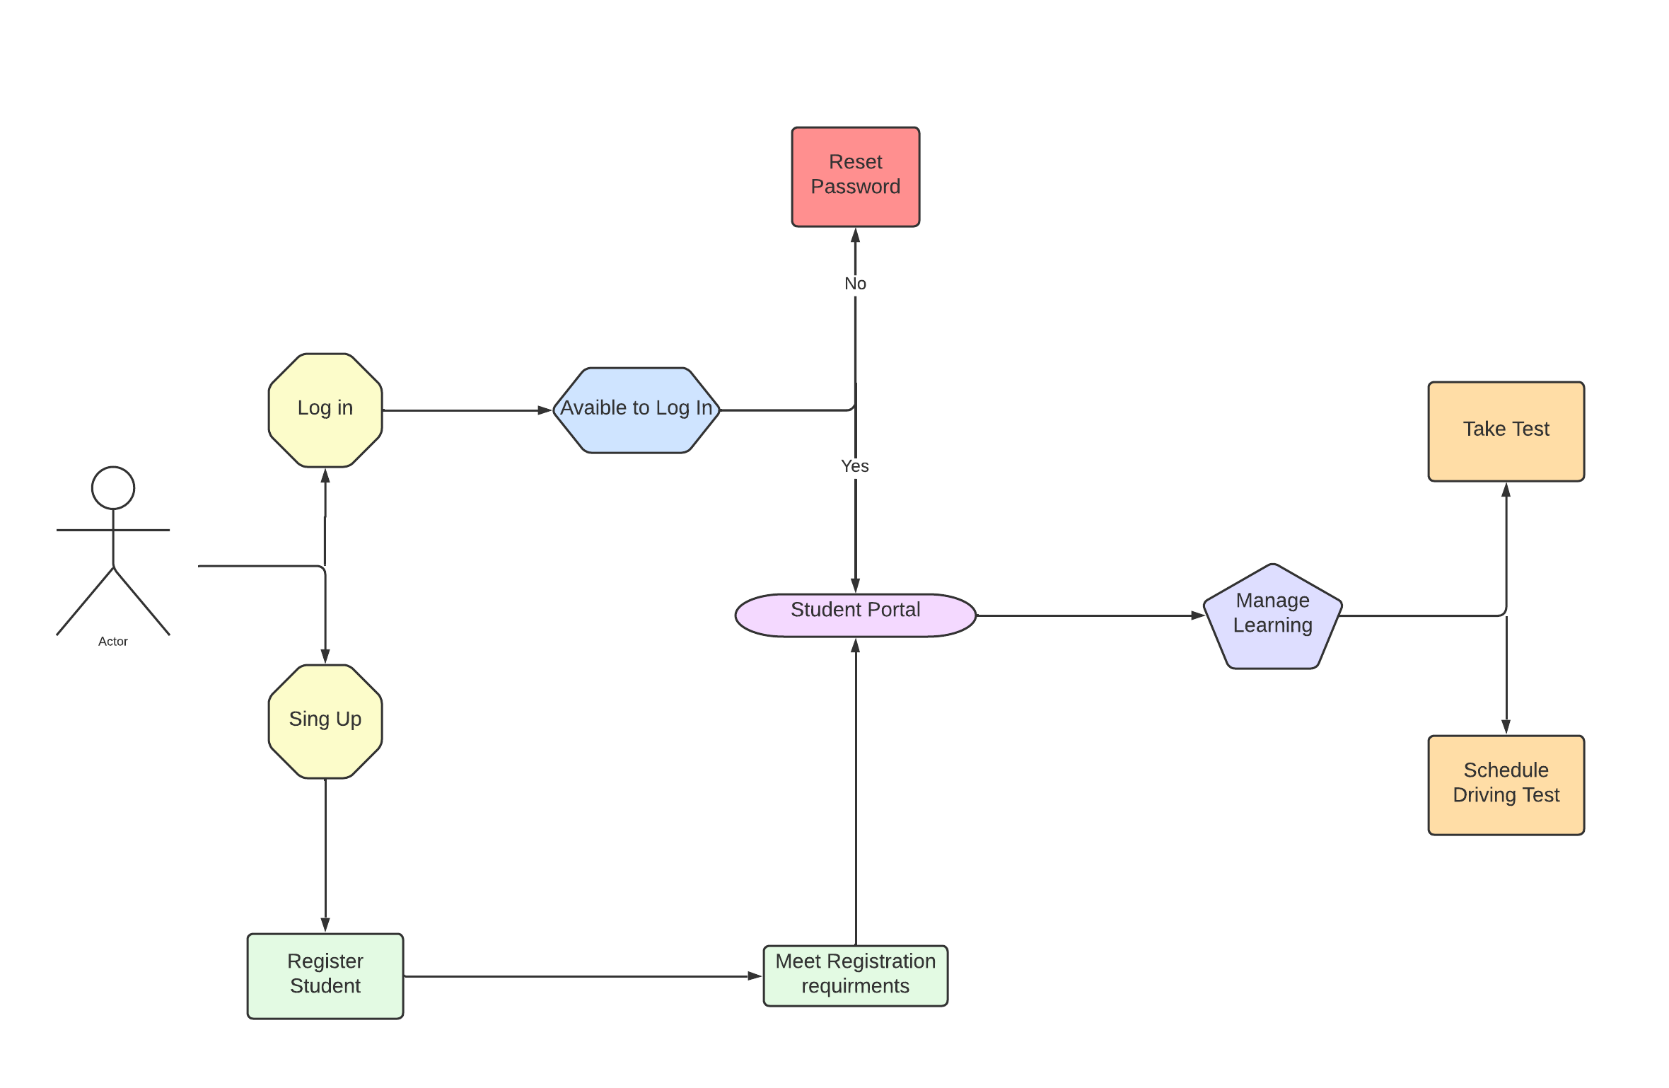 Reset
Password
No
Log in
Avaible to Log In
Take Test
Yes
Student Portal
Manage
Learning
Actor
Sing Up
Schedule
Driving Test
Register
Student
Meet Registration
requirments